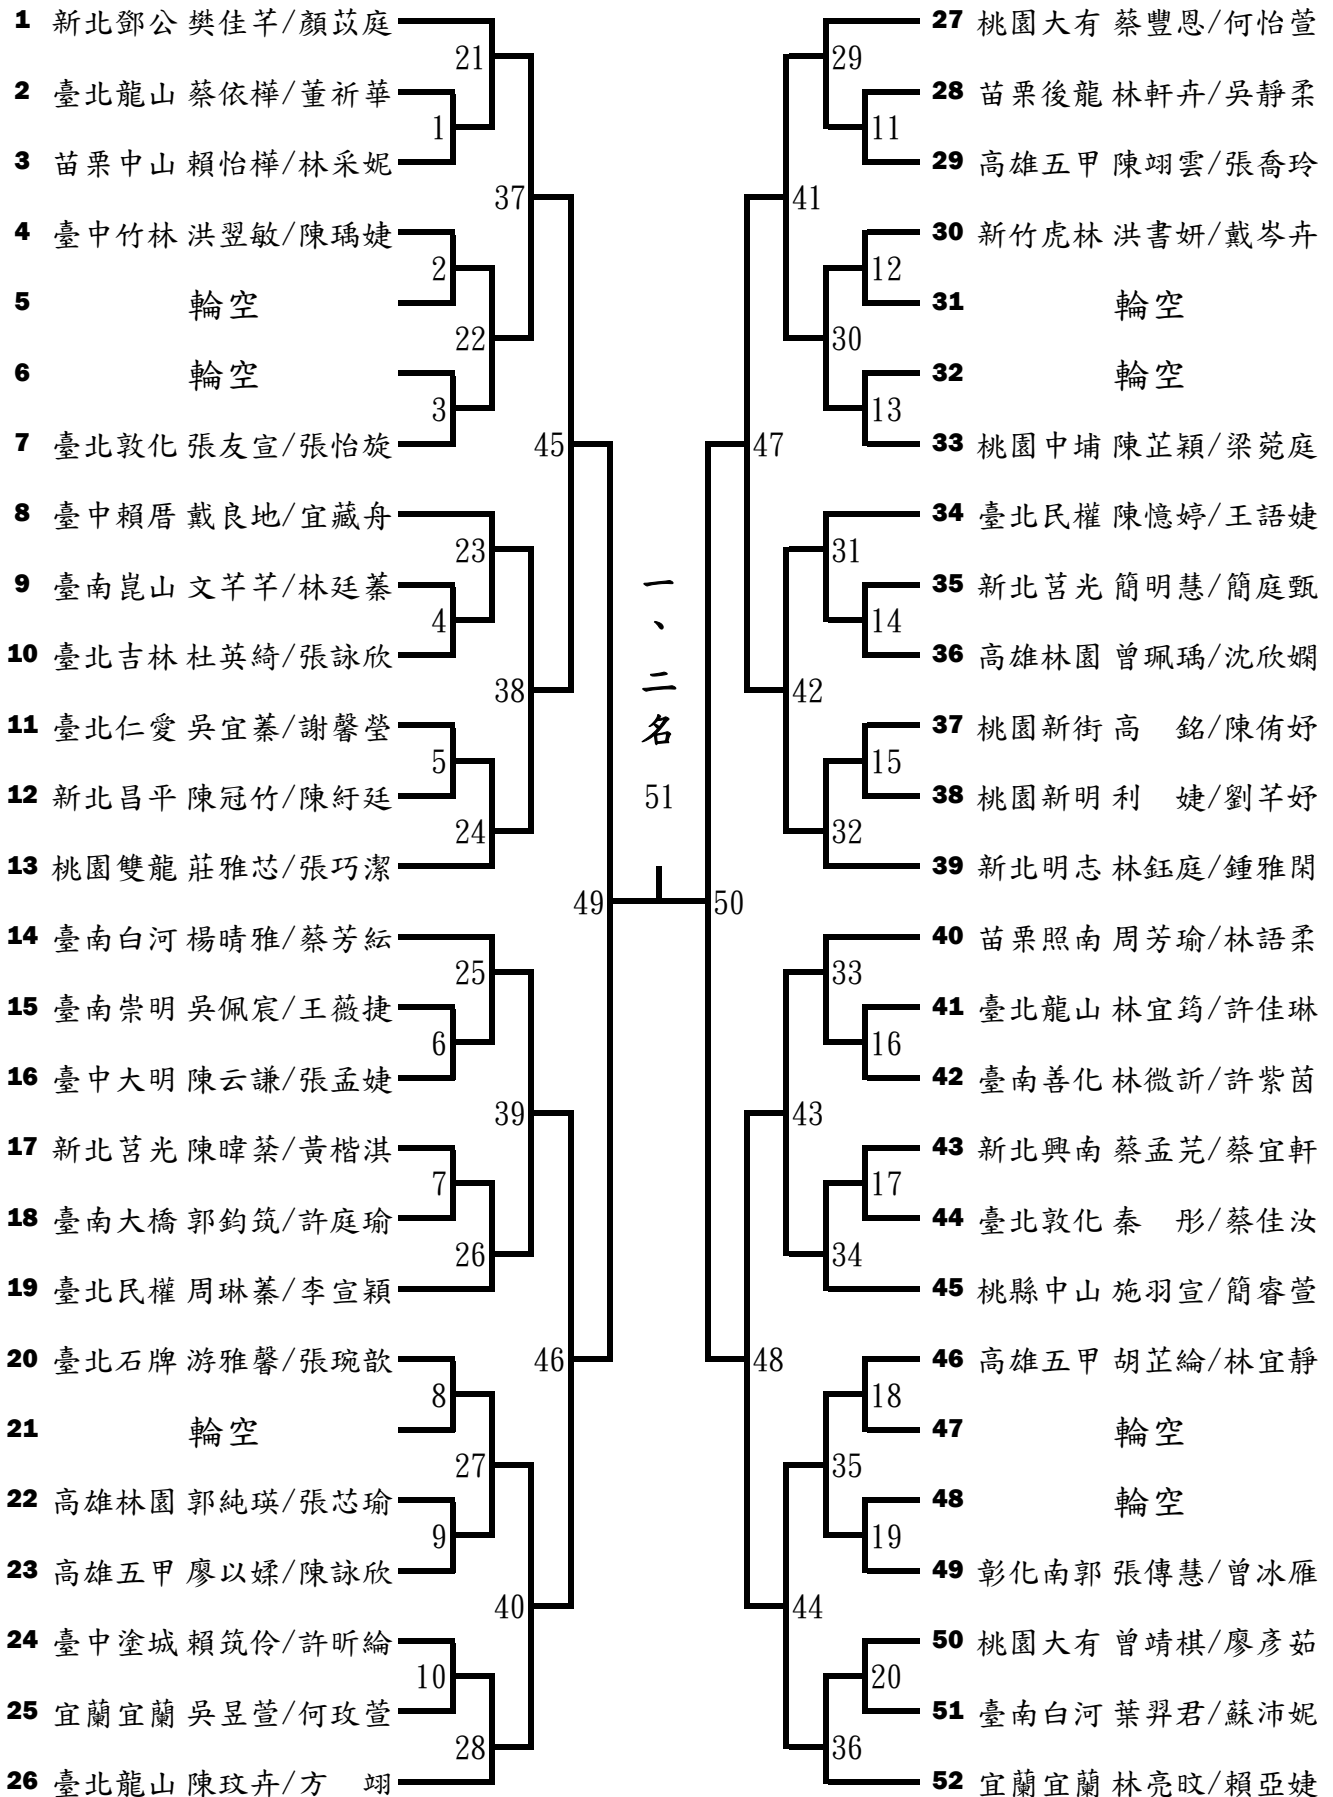 1 新北鄧公 樊佳芊/顏苡庭
21
2 臺北龍山 蔡依樺/董祈華
1
3 苗栗中山 賴怡樺/林采妮
37
4 臺中竹林 洪翌敏/陳瑀婕
2
5 輪空
22
6 輪空
3
7 臺北敦化 張友宣/張怡旋
45
8 臺中賴厝 戴良地/宜藏舟
23
9 臺南崑山 文芊芊/林廷蓁
4
10 臺北吉林 杜英綺/張詠欣
38
11 臺北仁愛 吳宜蓁/謝馨瑩
5
12 新北昌平 陳冠竹/陳紆廷
24
13 桃園雙龍 莊雅芯/張巧潔
49
14 臺南白河 楊晴雅/蔡芳紜
25
15 臺南崇明 吳佩宸/王薇捷
6
16 臺中大明 陳云謙/張孟婕
39
17 新北莒光 陳暐棻/黃楷淇
7
18 臺南大橋 郭鈞筑/許庭瑜
26
19 臺北民權 周琳蓁/李宣穎
46
20 臺北石牌 游雅馨/張琬歆
8
21 輪空
27
22 高雄林園 郭純瑛/張芯瑜
9
23 高雄五甲 廖以媃/陳詠欣
40
24 臺中塗城 賴筑伶/許昕綸
10
25 宜蘭宜蘭 吳昱萱/何玫萱
28
26 臺北龍山 陳玟卉/方　翊
一、二名
51
27 桃園大有 蔡豐恩/何怡萱
29
28 苗栗後龍 林軒卉/吳靜柔
11
29 高雄五甲 陳翊雲/張喬玲
41
30 新竹虎林 洪書妍/戴岑卉
12
31 輪空
30
32 輪空
13
33 桃園中埔 陳芷穎/梁菀庭
47
34 臺北民權 陳憶婷/王語婕
31
35 新北莒光 簡明慧/簡庭甄
14
36 高雄林園 曾珮瑀/沈欣嫻
42
37 桃園新街 高　銘/陳侑妤
15
38 桃園新明 利　婕/劉芊妤
32
39 新北明志 林鈺庭/鍾雅閑
50
40 苗栗照南 周芳瑜/林語柔
33
41 臺北龍山 林宜筠/許佳琳
16
42 臺南善化 林微訢/許紫茵
43
43 新北興南 蔡孟芫/蔡宜軒
17
44 臺北敦化 秦　彤/蔡佳汝
34
45 桃縣中山 施羽宣/簡睿萱
48
46 高雄五甲 胡芷綸/林宜靜
18
47 輪空
35
48 輪空
19
49 彰化南郭 張傳慧/曾冰雁
44
50 桃園大有 曾靖棋/廖彥茹
20
51 臺南白河 葉羿君/蘇沛妮
36
52 宜蘭宜蘭 林亮旼/賴亞婕